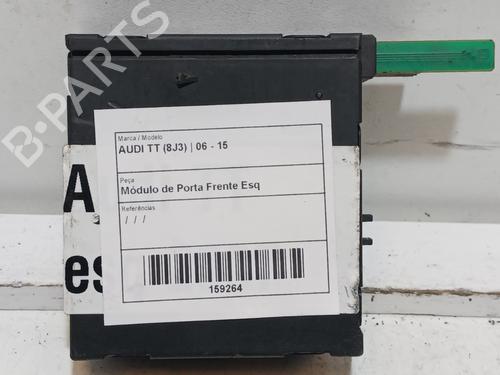 B-PARTS
Marca / Modelo
AUDI TT (8J3) | 06 - 15
Peça
Módulo de Porta Frente Esq
Referências
/ / /
159264